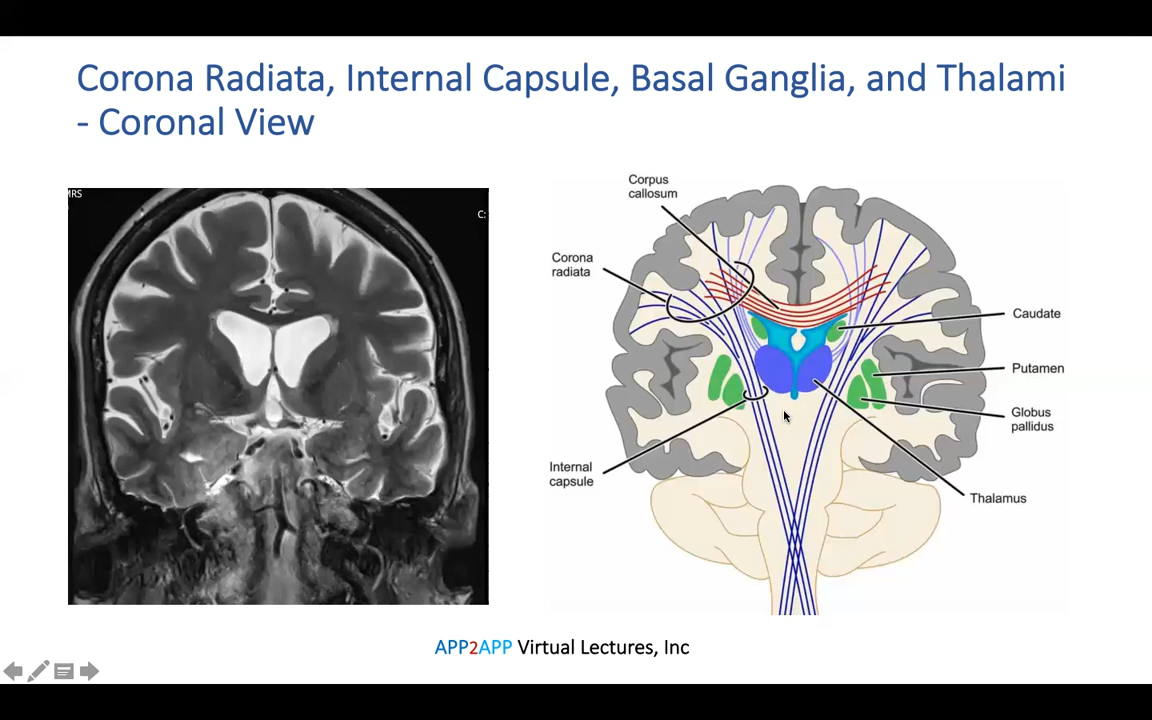 Corona Radiata, Internal Capsule, Basal Ganglia, and Thalami
- Coronal View
MRS
C:
Corpus
callosum
Corona
radiata
Caudate
Putamen
Globus
pallidus
Internal
capsule
Thalamus
APP2APP Virtual Lectures, Inc